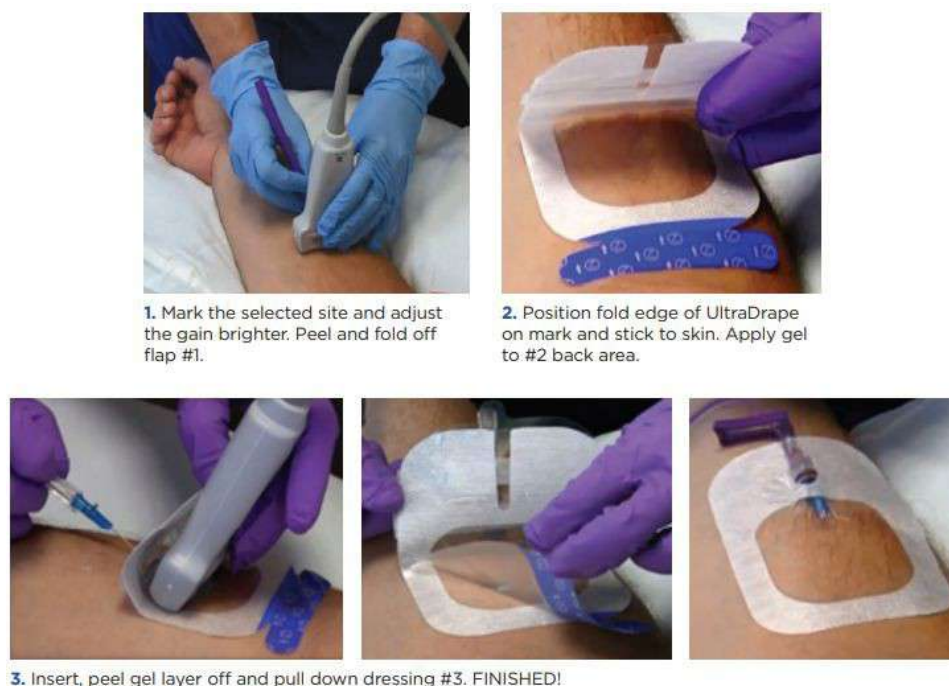 1. Mark the selected site and adjust
the gain brighter. Peel and fold off
flap #1.
2. Position fold edge of UltraDrape
on mark and stick to skin. Apply gel
to #2 back area.
3. Insert, peel gel layer off and pull down dressing #3. FINISHED!